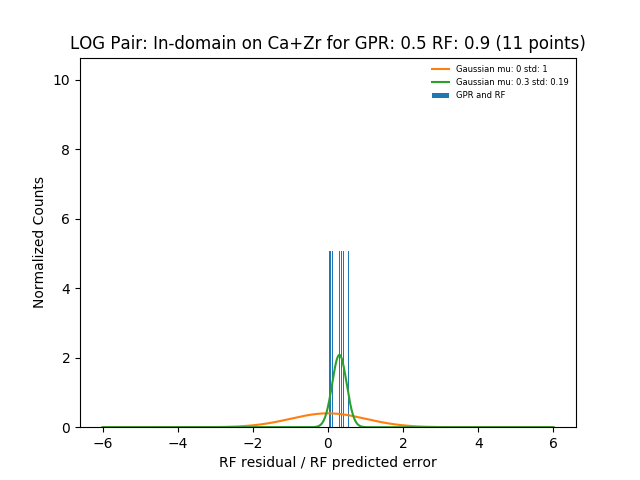 LOG Pair: In-domain on Ca+Zr for GPR: 0.5 RF: 0.9 (11 points)
Gaussian mu: 0 std: 1
Gaussian mu: 0.3 std: 0.19
GPR and RF
Normalized Counts
10
8
6
4
2
0
−6 −4 −2 0 2 4 6
RF residual / RF predicted error